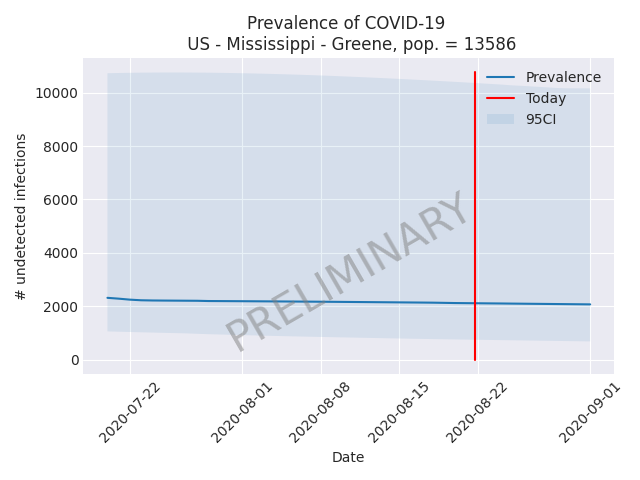 Prevalence of COVID-19
US - Mississippi - Greene, pop. = 13586
# undetected infections
10000
8000
6000
4000
2000
0
Prevalence
Today
95CI
PRELIMINARY
2020-07-22
2020-08-01
2020-08-08
2020-08-15
2020-08-22
2020-09-01
Date